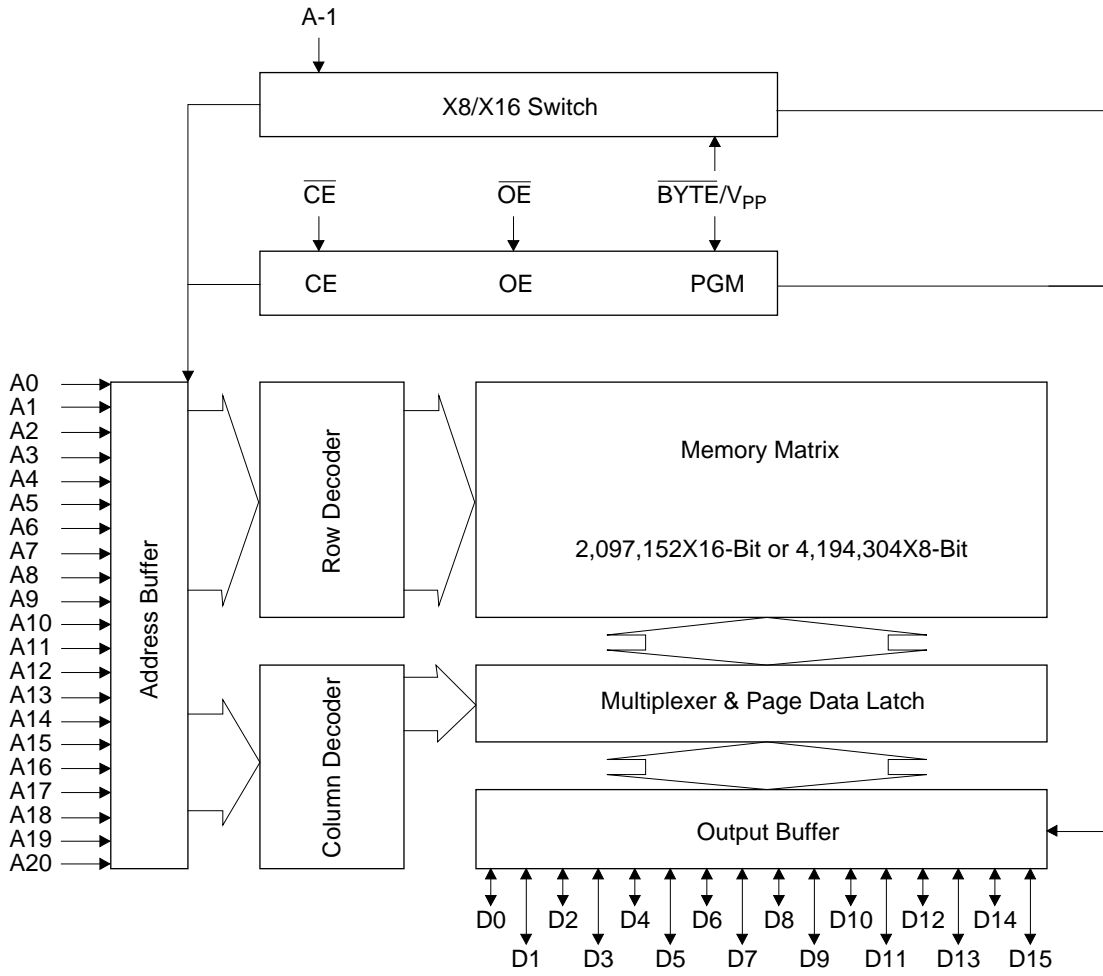 A-1
X8/X16 Switch
CE OE BYTE/VPP
CE OE PGM
A0
A1
A2
A3
A4
A5
A6
A7
A8
A9
A10
A11
A12
A13
A14
A15
A16
A17
A18
A19
A20
Address Buffer
Row Decoder
Column Decoder
Memory Matrix
2,097,152X16-Bit or 4,194,304X8-Bit
Multiplexer & Page Data Latch
Output Buffer
D0 D2 D4 D6 D8 D10 D12 D14
D1 D3 D5 D7 D9 D11 D13 D15